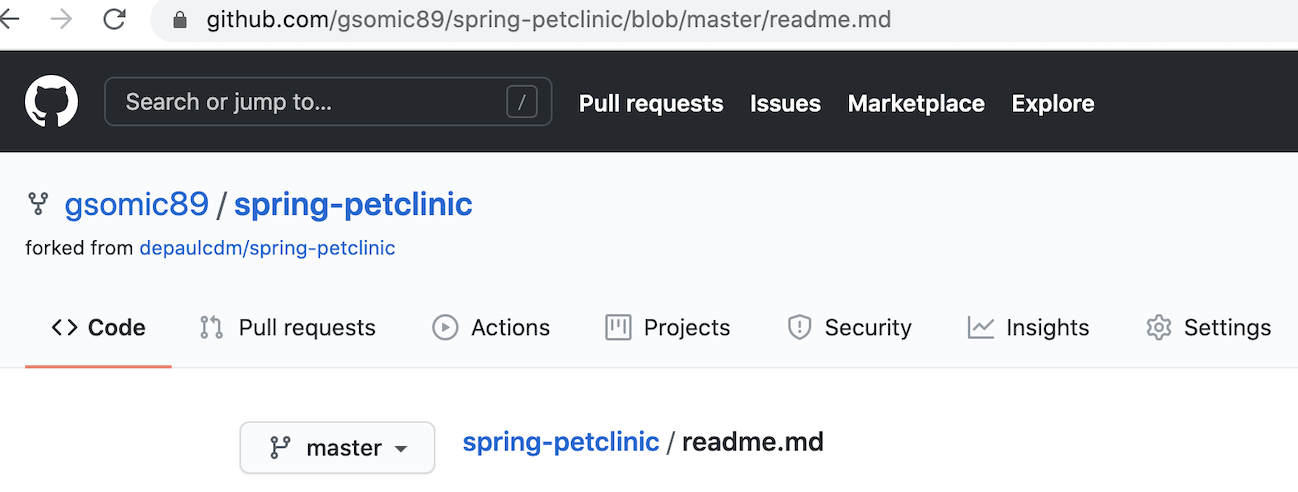 github.com/gsomic89/spring-petclinic/blob/master/readme.md
Search or jump to... / Pull requests Issues Marketplace Explore
gsomic89 / spring-petclinic
forked from depaulcdm/spring-petclinic
<> Code Pull requests Actions Projects Security Insights Settings
master spring-petclinic / readme.md